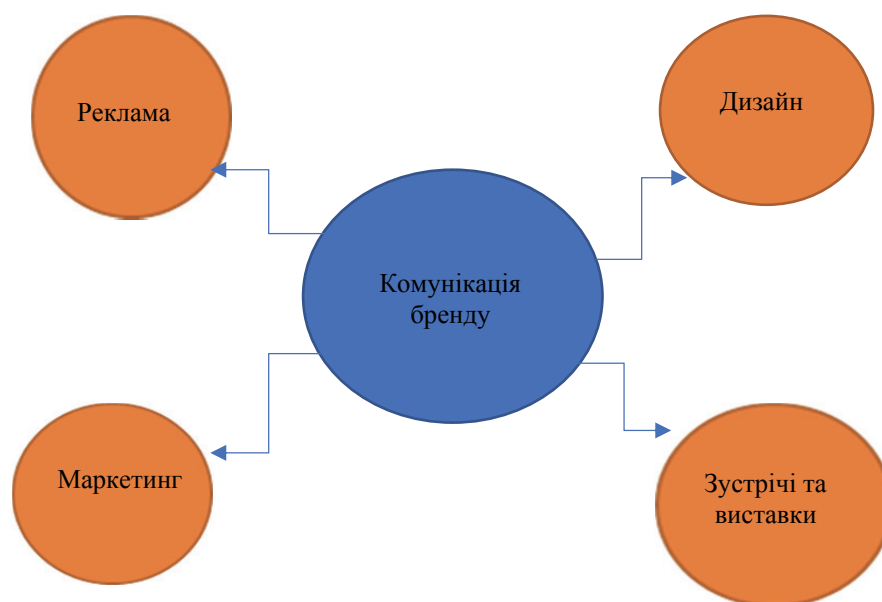 Реклама
Дизайн
Комунікація
бренду
Маркетинг
Зустрічі та
виставки